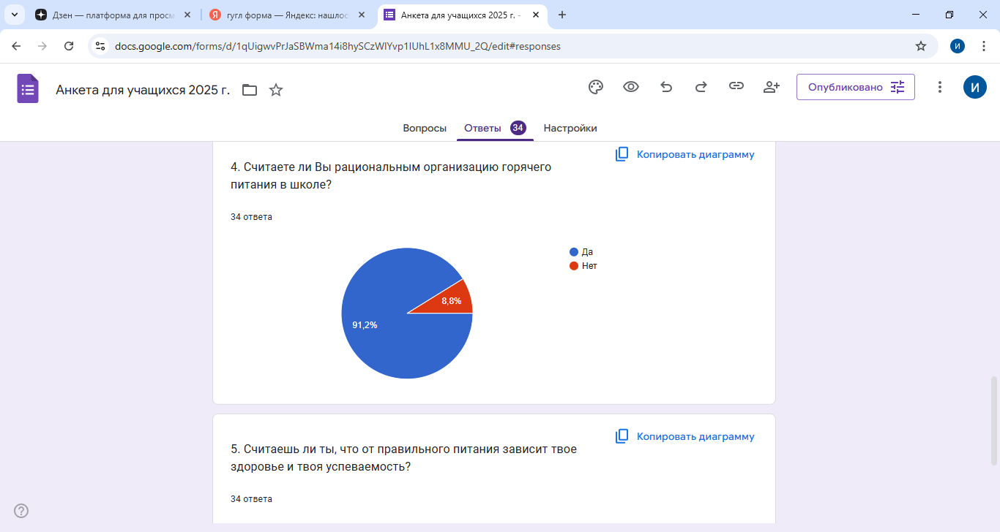 Дзен — платформа для просм
гугл форма — Яндекс: нашлос
Анкета для учащихся 2025 г. -
docs.google.com/forms/d/1qUigwvPrJaSBWma14i8hySCzWlYvp1lUhL1x8MMU_2Q/edit#responses
И
Анкета для учащихся 2025 г.
Опубликовано
И
Вопросы
Ответы 34
Настройки
Копировать диаграмму
4. Считаете ли Вы рациональным организацию горячего
питания в школе?
34 ответа
Да
Нет
8,8%
91,2%
Копировать диаграмму
5. Считаешь ли ты, что от правильного питания зависит твое
здоровье и твоя успеваемость?
34 ответа